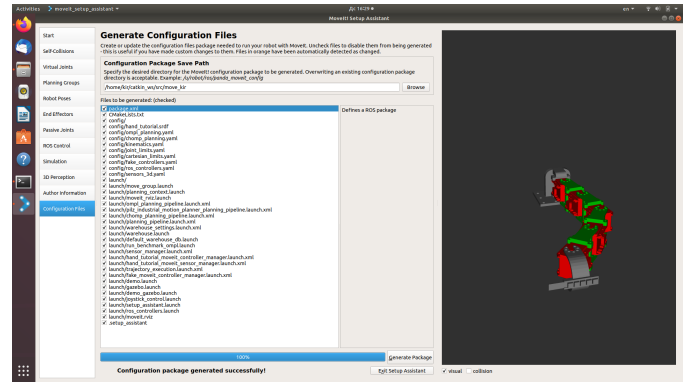 Activities
moveit_setup_assistant
Дс 16:29
en
MoveIt Setup Assistant
Start
Self-Collisions
Virtual Joints
Planning Groups
Robot Poses
End Effectors
Passive Joints
ROS Control
Simulation
3D Perception
Author Information
Configuration Files
Generate Configuration Files
Create or update the configuration files package needed to run your robot with MoveIt. Uncheck files to disable them from being generated
- this is useful if you have made custom changes to them. Files in orange have been automatically detected as changed.
Configuration Package Save Path
Specify the desired directory for the MoveIt! configuration package to be generated. Overwriting an existing configuration package
directory is acceptable. Example: /u/robot/ros/panda_moveit_config
/home/kir/catkin_ws/src/move_kir
Browse
Files to be generated: (checked)
package.xml
CMakeLists.txt
config/
config/hand_tutorial.srdf
config/ompl_planning.yaml
config/chomp_planning.yaml
config/kinematics.yaml
config/joint_limits.yaml
config/cartesian_limits.yaml
config/fake_controllers.yaml
config/ros_controllers.yaml
config/sensors_3d.yaml
launch/
launch/move_group.launch
launch/planning_context.launch
launch/moveit_rviz.launch
launch/ompl_planning_pipeline.launch.xml
launch/pilz_industrial_motion_planner_planning_pipeline.launch.xml
launch/chomp_planning_pipeline.launch.xml
launch/planning_pipeline.launch.xml
launch/warehouse_settings.launch.xml
launch/warehouse.launch
launch/default_warehouse_db.launch
launch/run_benchmark_ompl.launch
launch/sensor_manager.launch.xml
launch/hand_tutorial_moveit_controller_manager.launch.xml
launch/hand_tutorial_moveit_sensor_manager.launch.xml
launch/trajectory_execution.launch.xml
launch/fake_moveit_controller_manager.launch.xml
launch/demo.launch
launch/gazebo.launch
launch/demo_gazebo.launch
launch/joystick_control.launch
launch/setup_assistant.launch
launch/ros_controllers.launch
launch/moveit.rviz
.setup_assistant
Defines a ROS package
100%
Generate Package
Configuration package generated successfully!
Exit Setup Assistant
visual
collision